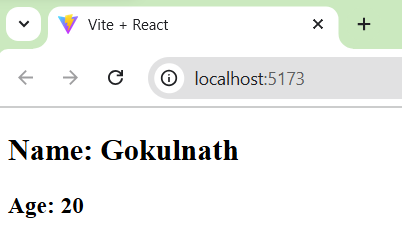 Vite + React
localhost:5173
Name: Gokulnath
Age: 20